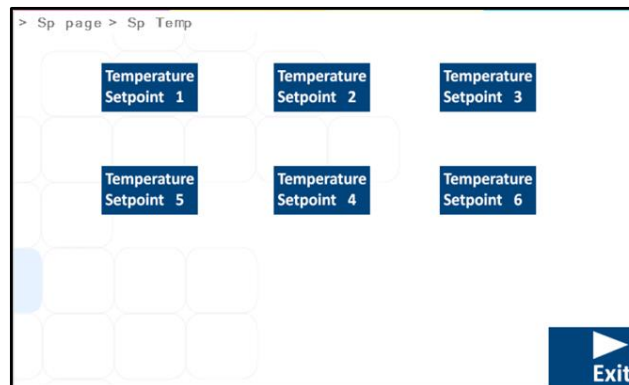 > Sp page > Sp Temp
Temperature
Setpoint 1
Temperature
Setpoint 2
Temperature
Setpoint 3
Temperature
Setpoint 5
Temperature
Setpoint 4
Temperature
Setpoint 6
Exit